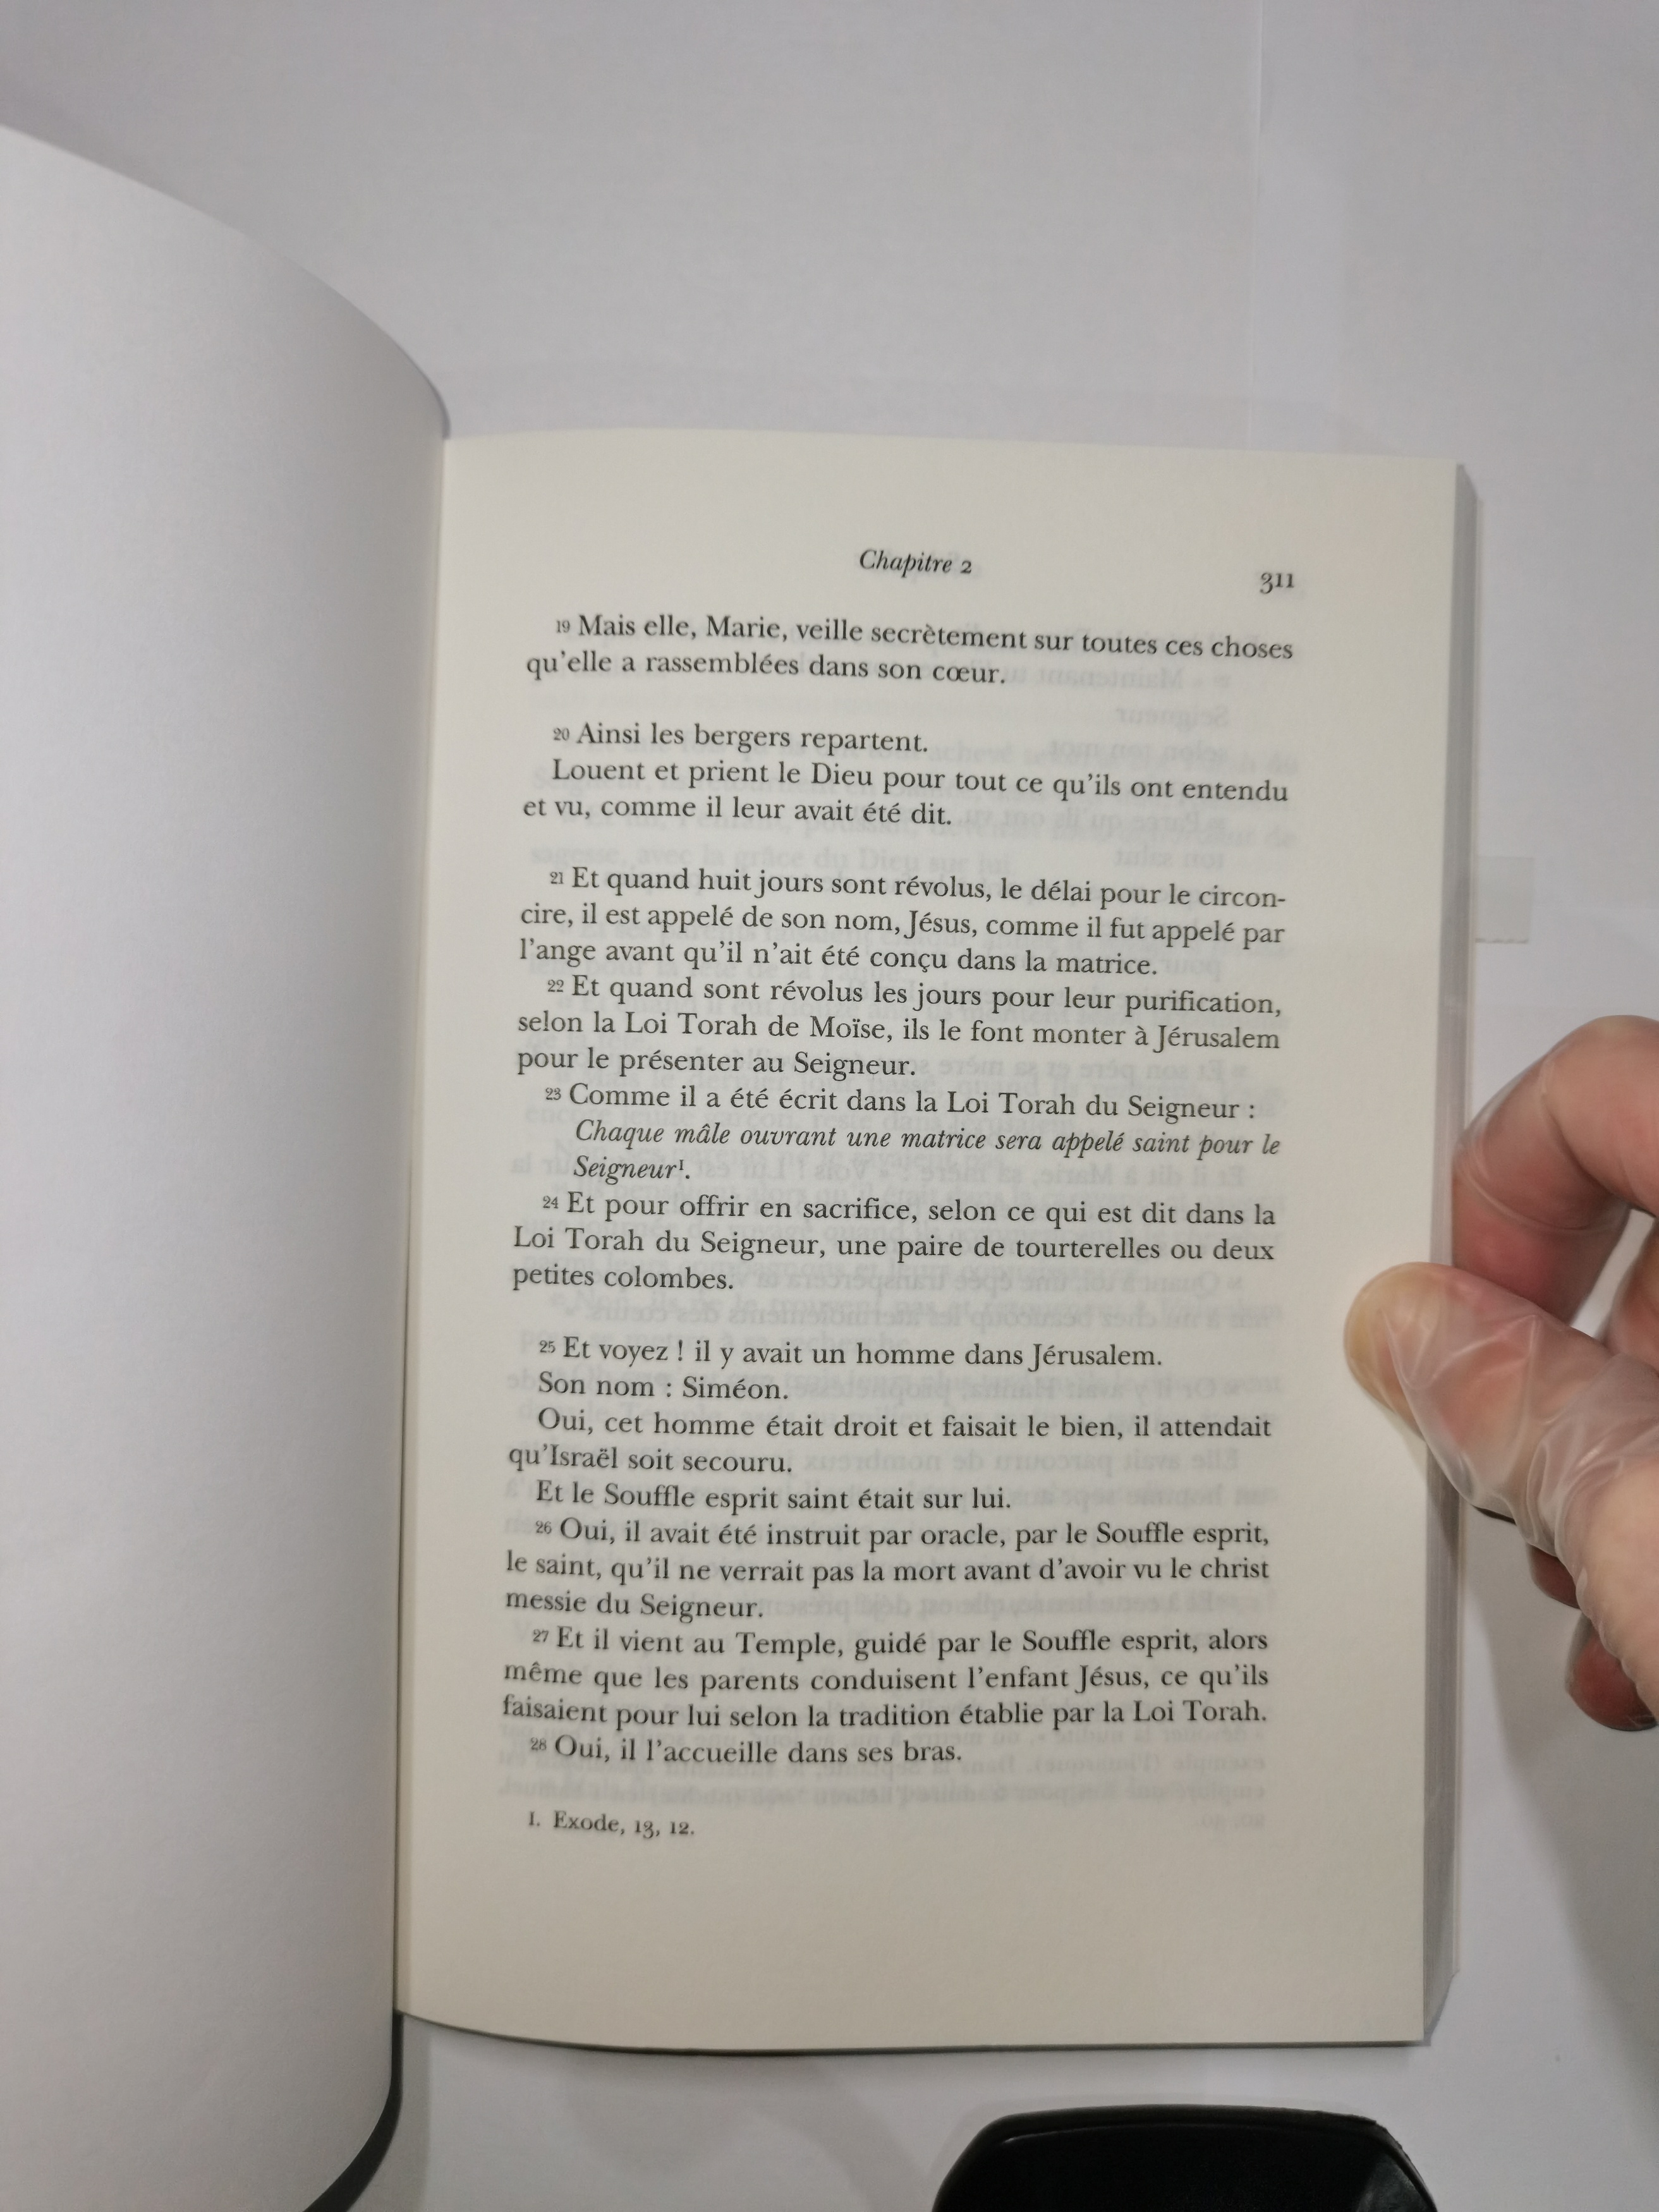 Chapitre 2
311
19 Mais elle, Marie, veille secrètement sur toutes ces choses
qu'elle a rassemblées dans son cœur.
20 Ainsi les bergers repartent.
Louent et prient le Dieu pour tout ce qu'ils ont entendu
et vu, comme il leur avait été dit.
21 Et quand huit jours sont révolus, le délai pour le circon-
cire, il est appelé de son nom, Jésus, comme il fut appelé par
l'ange avant qu'il n'ait été conçu dans la matrice.
22 Et quand sont révolus les jours pour leur purification,
selon la Loi Torah de Moïse, ils le font monter à Jérusalem
pour le présenter au Seigneur.
23 Comme il a été écrit dans la Loi Torah du Seigneur :
Chaque mâle ouvrant une matrice sera appelé saint pour le
Seigneur1.
24 Et pour offrir en sacrifice, selon ce qui est dit dans la
Loi Torah du Seigneur, une paire de tourterelles ou deux
petites colombes.
25 Et voyez ! il y avait un homme dans Jérusalem.
Son nom : Siméon.
Oui, cet homme était droit et faisait le bien, il attendait
qu'Israël soit secouru.
Et le Souffle esprit saint était sur lui.
26 Oui, il avait été instruit par oracle, par le Souffle esprit,
le saint, qu'il ne verrait pas la mort avant d'avoir vu le christ
messie du Seigneur.
27 Et il vient au Temple, guidé par le Souffle esprit, alors
même que les parents conduisent l'enfant Jésus, ce qu'ils
faisaient pour lui selon la tradition établie par la Loi Torah.
28 Oui, il l'accueille dans ses bras.
1. Exode, 13, 12.